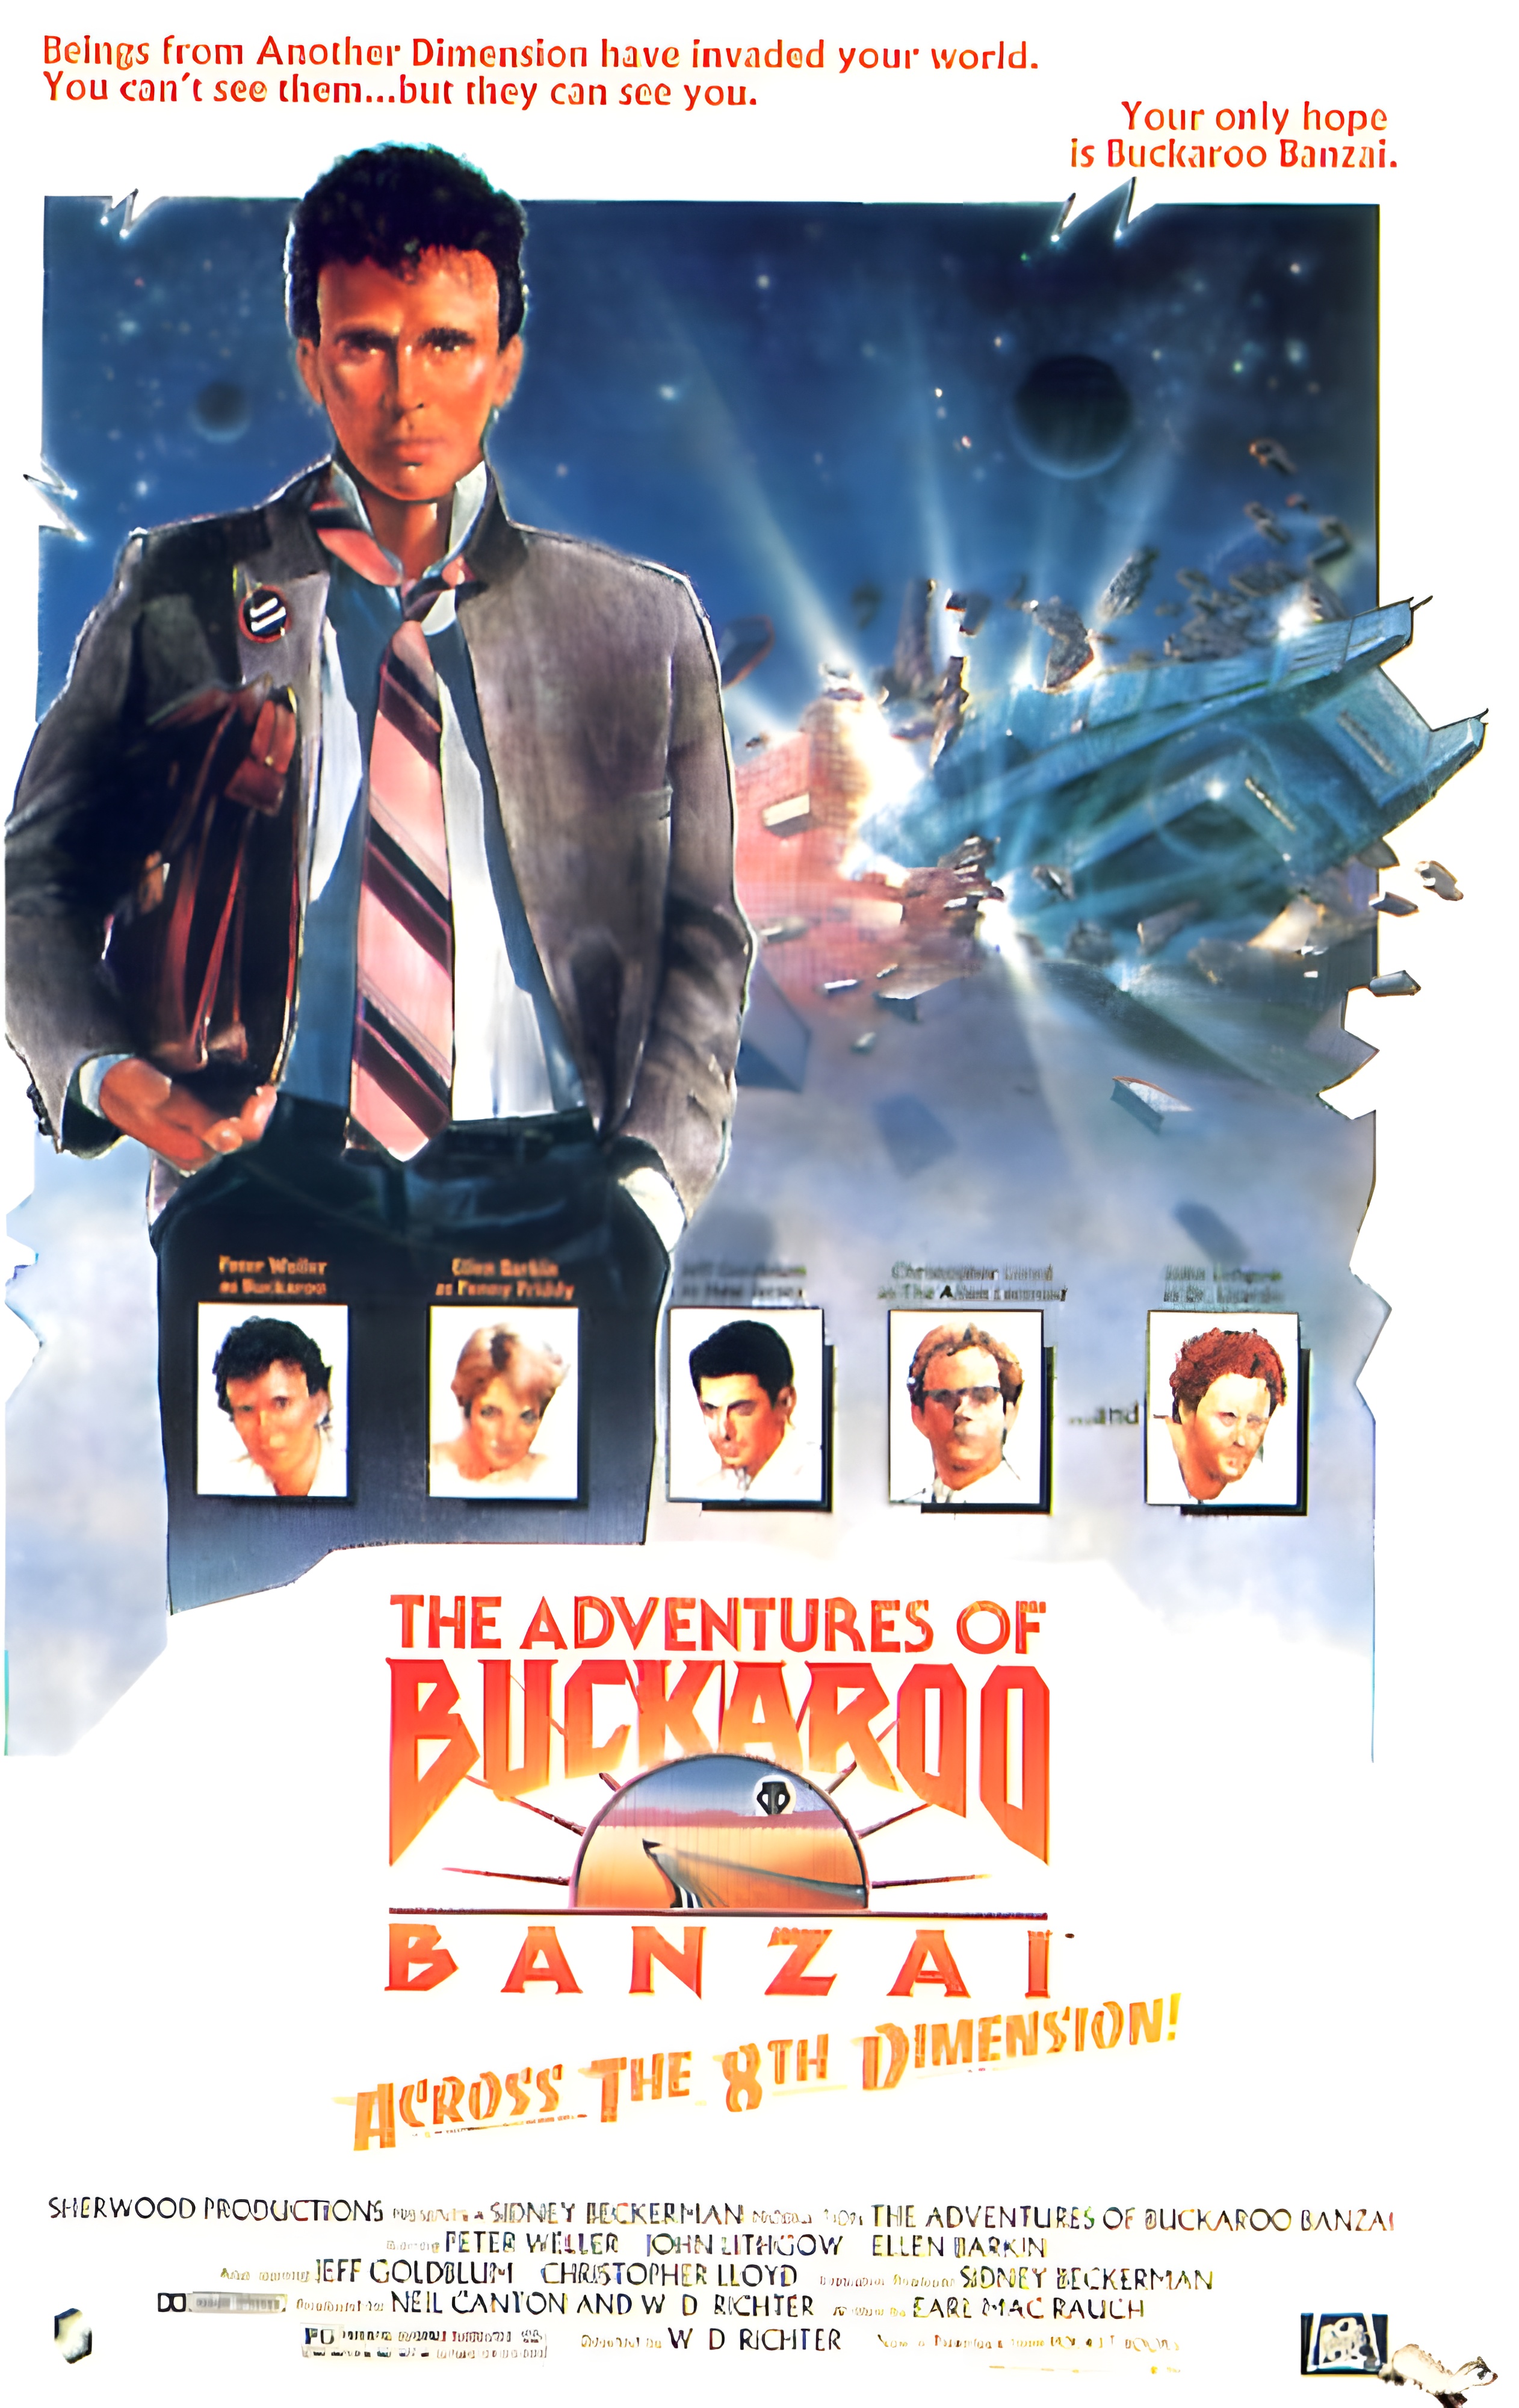 Beings from Another Dimension have invaded your world.
You can't see them...but they can see you.
Your only hope
is Buckaroo Banzai.
Peter Weller
as Buckaroo
Ellen Barkin
as Penny Priddy
Christopher Lloyd
...and
THE ADVENTURES OF
BUCKAROO
BANZAI
ACROSS THE 8TH DIMENSION!
SHERWOOD PRODUCTIONS SIDNEY BECKERMAN THE ADVENTURES OF BUCKAROO BANZAI
PETER WELLER JOHN LITHGOW ELLEN BARKIN
JEFF GOLDBLUM CHRISTOPHER LLOYD SIDNEY BECKERMAN
NEIL CANTON AND W D RICHTER EARL MAC RAUCH
PG W D RICHTER